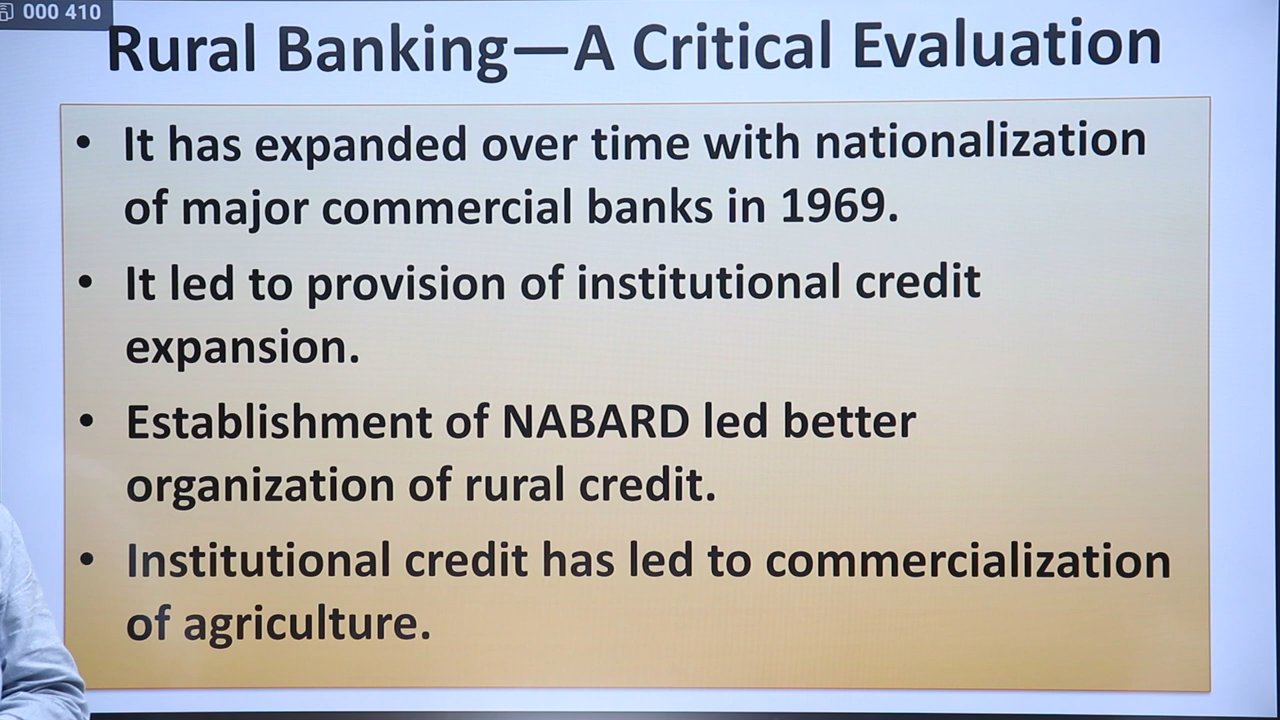 000 410
Rural Banking—A Critical Evaluation
• It has expanded over time with nationalization
of major commercial banks in 1969.
• It led to provision of institutional credit
expansion.
• Establishment of NABARD led better
organization of rural credit.
• Institutional credit has led to commercialization
of agriculture.